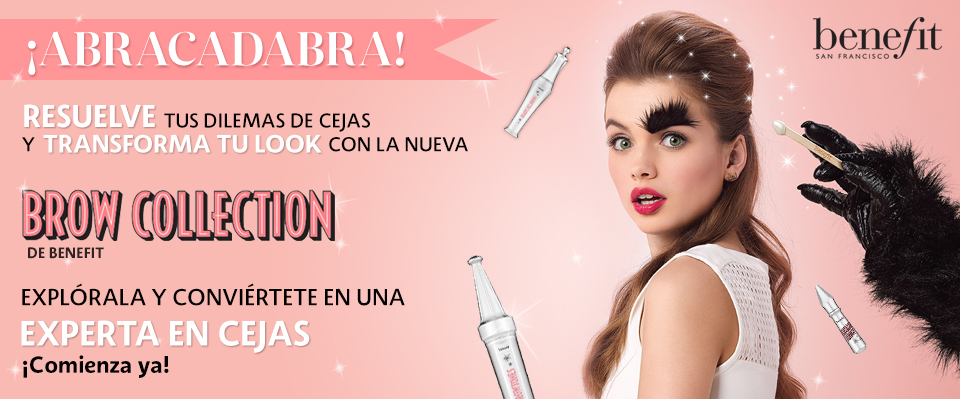 ¡ABRACADABRA!
benefit
SAN FRANCISCO
RESUELVE TUS DILEMAS DE CEJAS
Y TRANSFORMA TU LOOK CON LA NUEVA
BROW COLLECTION
DE BENEFIT
EXPLÓRALA Y CONVIÉRTETE EN UNA
EXPERTA EN CEJAS
¡Comienza ya!